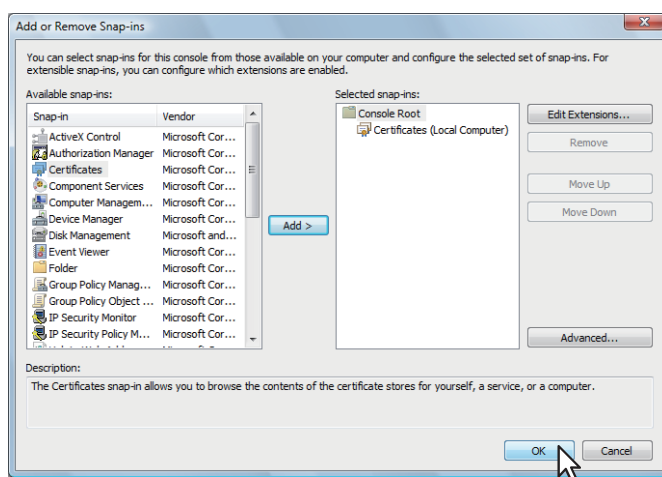 Add or Remove Snap-ins
You can select snap-ins for this console from those available on your computer and configure the selected set of snap-ins. For
extensible snap-ins, you can configure which extensions are enabled.
Available snap-ins:
Selected snap-ins:
Snap-in Vendor
ActiveX Control Microsoft Cor...
Authorization Manager Microsoft Cor...
Certificates Microsoft Cor...
Component Services Microsoft Cor...
Computer Managem... Microsoft Cor...
Device Manager Microsoft Cor...
Disk Management Microsoft and...
Event Viewer Microsoft Cor...
Folder Microsoft Cor...
Group Policy Manag... Microsoft Cor...
Group Policy Object ... Microsoft Cor...
IP Security Monitor Microsoft Cor...
IP Security Policy M... Microsoft Cor...
Add >
Console Root
Certificates (Local Computer)
Edit Extensions...
Remove
Move Up
Move Down
Advanced...
Description:
The Certificates snap-in allows you to browse the contents of the certificate stores for yourself, a service, or a computer.
OK
Cancel